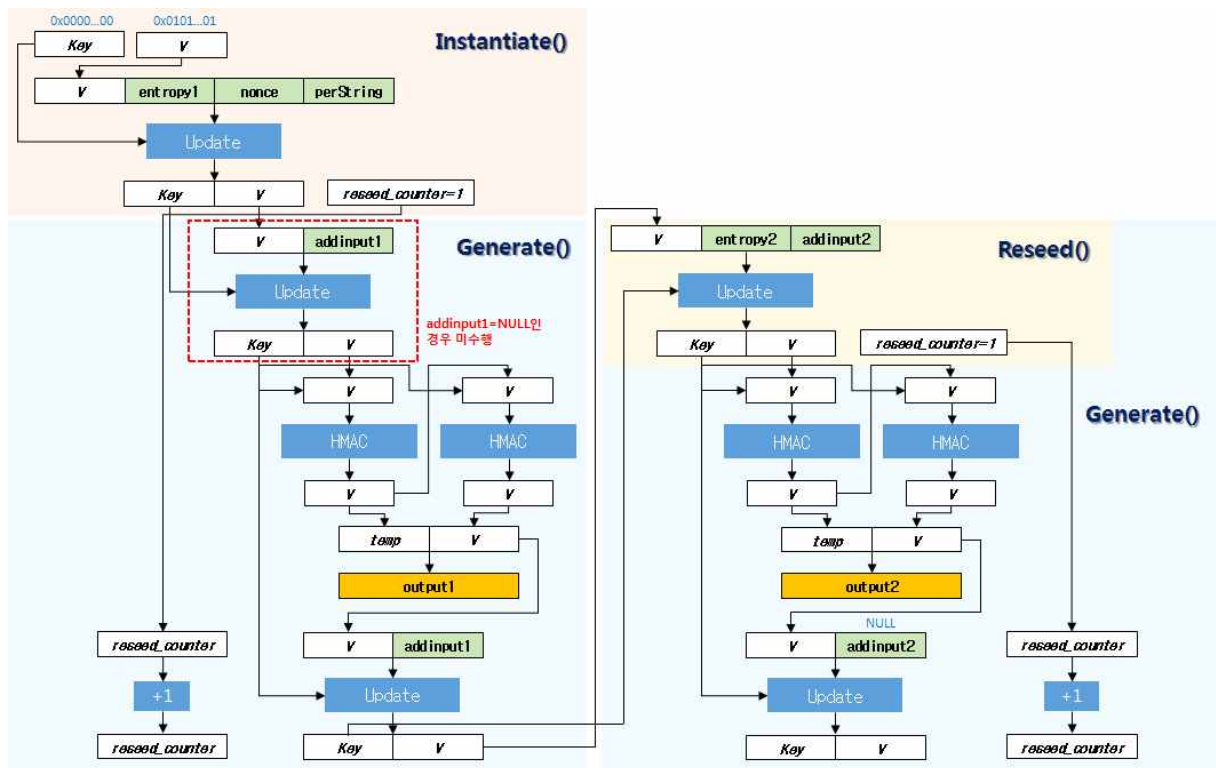 0x0000...00 0x0101...01
Key V
Instantiate()
V entropy1 nonce perString
Update
Key V reseed_counter=1
V addinput1
Generate()
Update
addinput1=NULL인
경우 미수행
Key V
V V
HMAC HMAC
V V
temp V
output1
reseed_counter
V addinput1
+1
Update
reseed_counter
Key V
V entropy2 addinput2
Reseed()
Update
Key V reseed_counter=1
V V
Generate()
HMAC HMAC
V V
temp V
output2
NULL
V addinput2
reseed_counter
Update
+1
Key V
reseed_counter